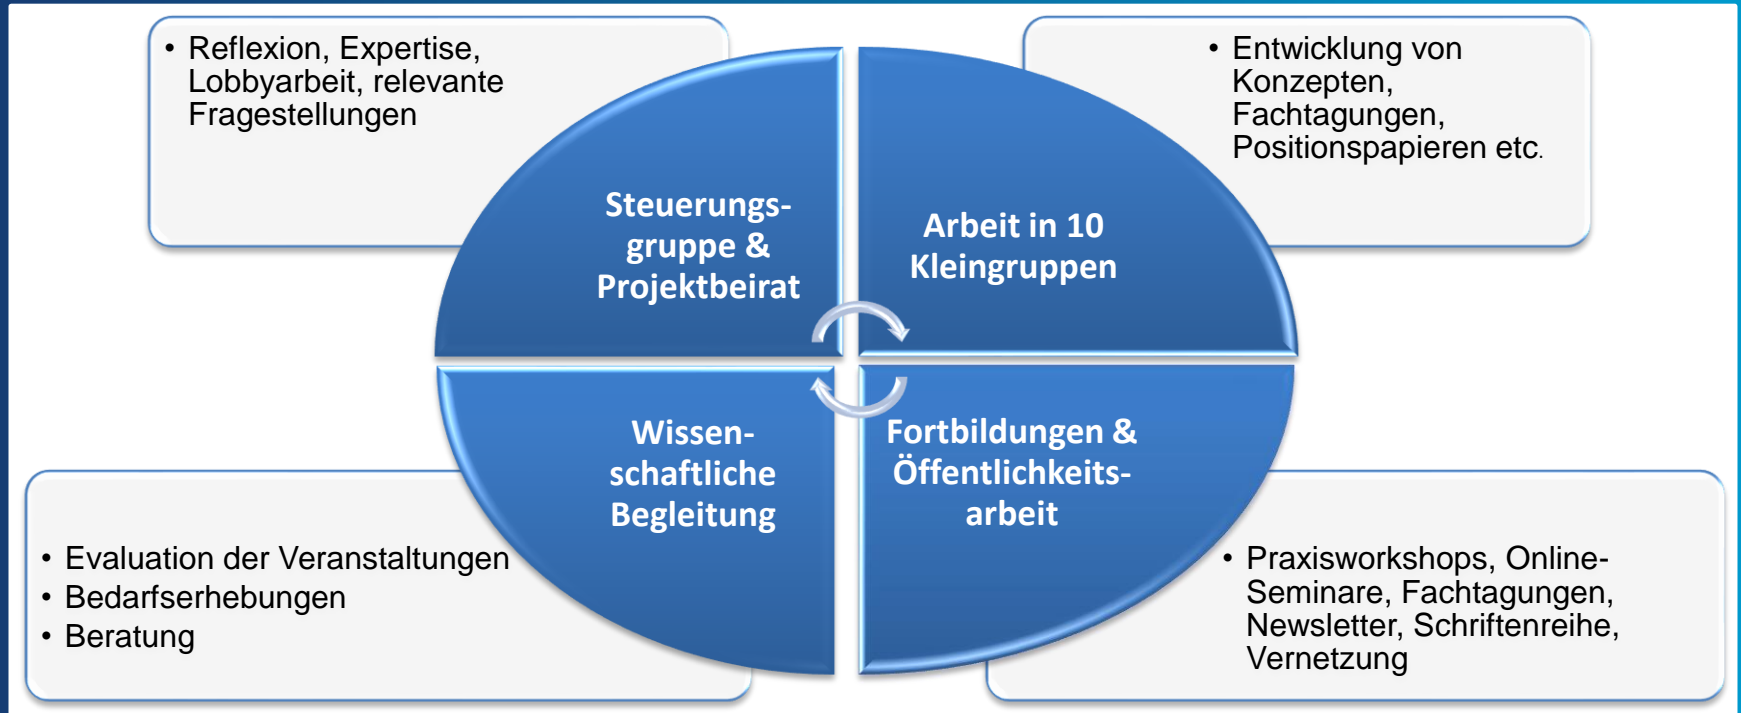 • Reflexion, Expertise,
Lobbyarbeit, relevante
Fragestellungen
• Entwicklung von
Konzepten,
Fachtagungen,
Positionspapieren etc.
Steuerungs-
gruppe &
Projektbeirat
Arbeit in 10
Kleingruppen
Wissen-
schaftliche
Begleitung
Fortbildungen &
Öffentlichkeits-
arbeit
• Evaluation der Veranstaltungen
• Bedarfserhebungen
• Beratung
• Praxisworkshops, Online-
Seminare, Fachtagungen,
Newsletter, Schriftenreihe,
Vernetzung